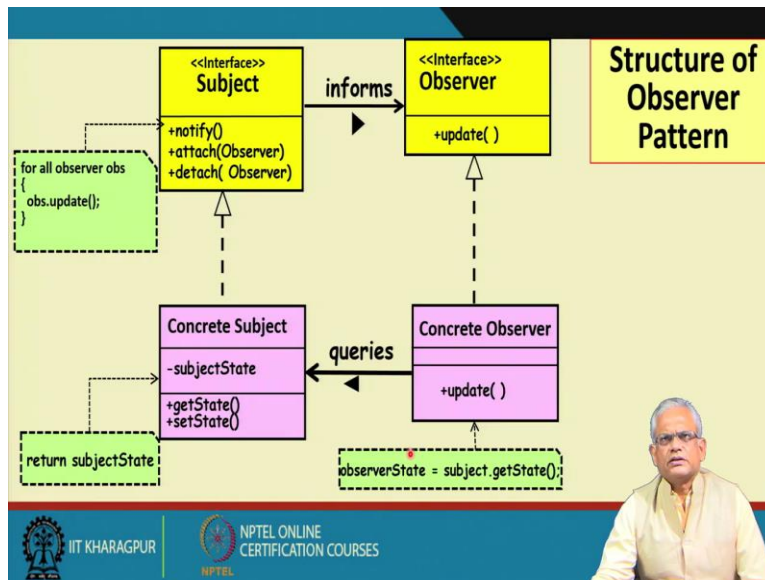 <<Interface>>
Subject
+notify()
+attach(Observer)
+detach( Observer)
informs
<<Interface>>
Observer
+update( )
Structure of
Observer
Pattern
for all observer obs
{
obs.update();
}
Concrete Subject
-subjectState
+getState()
+setState()
queries
Concrete Observer
+update( )
return subjectState
observerState = subject.getState();
IIT KHARAGPUR
NPTEL
NPTEL ONLINE
CERTIFICATION COURSES